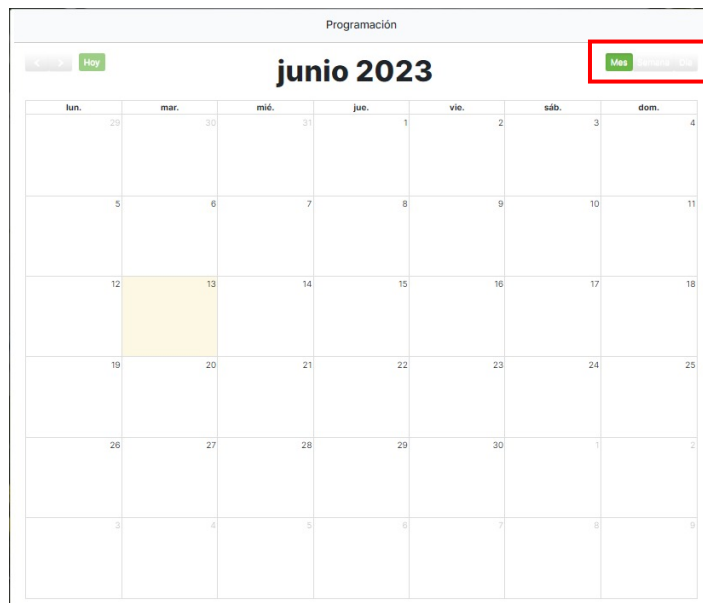 Programación
Hoy
junio 2023
Mes Semana Día
lun. mar. mié. jue. vie. sáb. dom.
29 30 31 1 2 3 4
5 6 7 8 9 10 11
12 13 14 15 16 17 18
19 20 21 22 23 24 25
26 27 28 29 30 1 2
3 4 5 6 7 8 9